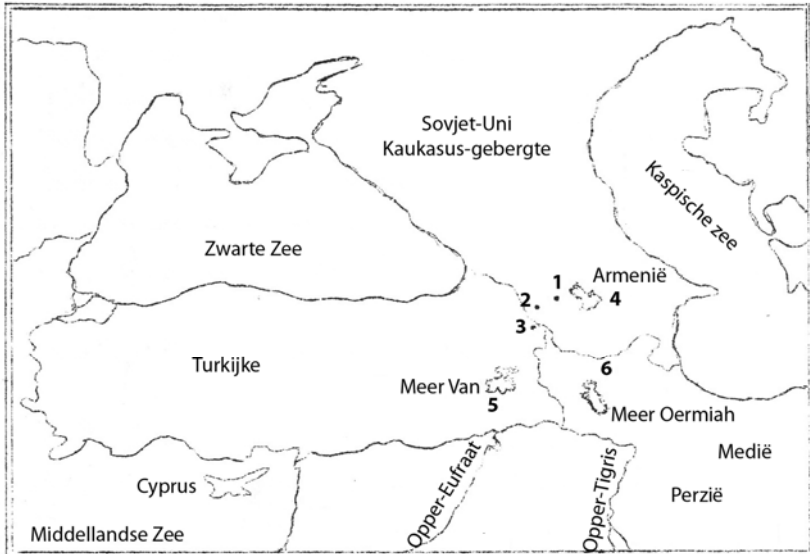 Sovjet-Uni
Kaukasus-gebergte
Kaspische zee
Zwarte Zee
1
Armenië
2
4
3
Turkijke
6
Meer Van
5
Meer Oermiah
Opper-Eufraat
Opper-Tigris
Medië
Cyprus
Perzië
Middellandse Zee